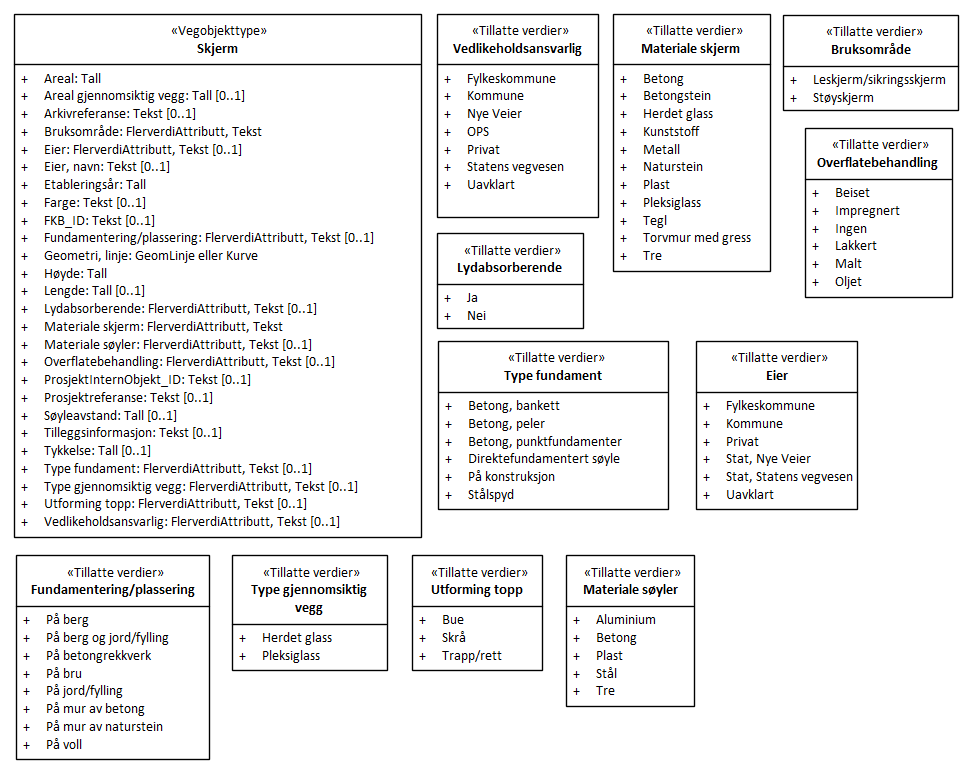 «Vegobjekttype»
Skjerm
+ Areal: Tall
+ Areal gjennomsiktig vegg: Tall [0..1]
+ Arkivreferanse: Tekst [0..1]
+ Bruksområde: FlerverdiAttributt, Tekst
+ Eier: FlerverdiAttributt, Tekst [0..1]
+ Eier, navn: Tekst [0..1]
+ Etableringsår: Tall
+ Farge: Tekst [0..1]
+ FKB_ID: Tekst [0..1]
+ Fundamentering/plassering: FlerverdiAttributt, Tekst [0..1]
+ Geometri, linje: GeomLinje eller Kurve
+ Høyde: Tall
+ Lengde: Tall [0..1]
+ Lydabsorberende: FlerverdiAttributt, Tekst [0..1]
+ Materiale skjerm: FlerverdiAttributt, Tekst
+ Materiale søyler: FlerverdiAttributt, Tekst [0..1]
+ Overflatebehandling: FlerverdiAttributt, Tekst [0..1]
+ ProsjektInternObjekt_ID: Tekst [0..1]
+ Prosjektreferanse: Tekst [0..1]
+ Søyleavstand: Tall [0..1]
+ Tilleggsinformasjon: Tekst [0..1]
+ Tykkelse: Tall [0..1]
+ Type fundament: FlerverdiAttributt, Tekst [0..1]
+ Type gjennomsiktig vegg: FlerverdiAttributt, Tekst [0..1]
+ Utforming topp: FlerverdiAttributt, Tekst [0..1]
+ Vedlikeholdsansvarlig: FlerverdiAttributt, Tekst [0..1]
«Tillatte verdier»
Vedlikeholdsansvarlig
+ Fylkeskommune
+ Kommune
+ Nye Veier
+ OPS
+ Privat
+ Statens vegvesen
+ Uavklart
«Tillatte verdier»
Materiale skjerm
+ Betong
+ Betongstein
+ Herdet glass
+ Kunststoff
+ Metall
+ Naturstein
+ Plast
+ Pleksiglass
+ Tegl
+ Torvmur med gress
+ Tre
«Tillatte verdier»
Bruksområde
+ Leskjerm/sikringsskjerm
+ Støyskjerm
«Tillatte verdier»
Overflatebehandling
+ Beiset
+ Impregnert
+ Ingen
+ Lakkert
+ Malt
+ Oljet
«Tillatte verdier»
Lydabsorberende
+ Ja
+ Nei
«Tillatte verdier»
Type fundament
+ Betong, bankett
+ Betong, peler
+ Betong, punktfundamenter
+ Direktefundamentert søyle
+ På konstruksjon
+ Stålspyd
«Tillatte verdier»
Eier
+ Fylkeskommune
+ Kommune
+ Privat
+ Stat, Nye Veier
+ Stat, Statens vegvesen
+ Uavklart
«Tillatte verdier»
Fundamentering/plassering
+ På berg
+ På berg og jord/fylling
+ På betongrekkverk
+ På bru
+ På jord/fylling
+ På mur av betong
+ På mur av naturstein
+ På voll
«Tillatte verdier»
Type gjennomsiktig
vegg
+ Herdet glass
+ Pleksiglass
«Tillatte verdier»
Utforming topp
+ Bue
+ Skrå
+ Trapp/rett
«Tillatte verdier»
Materiale søyler
+ Aluminium
+ Betong
+ Plast
+ Stål
+ Tre